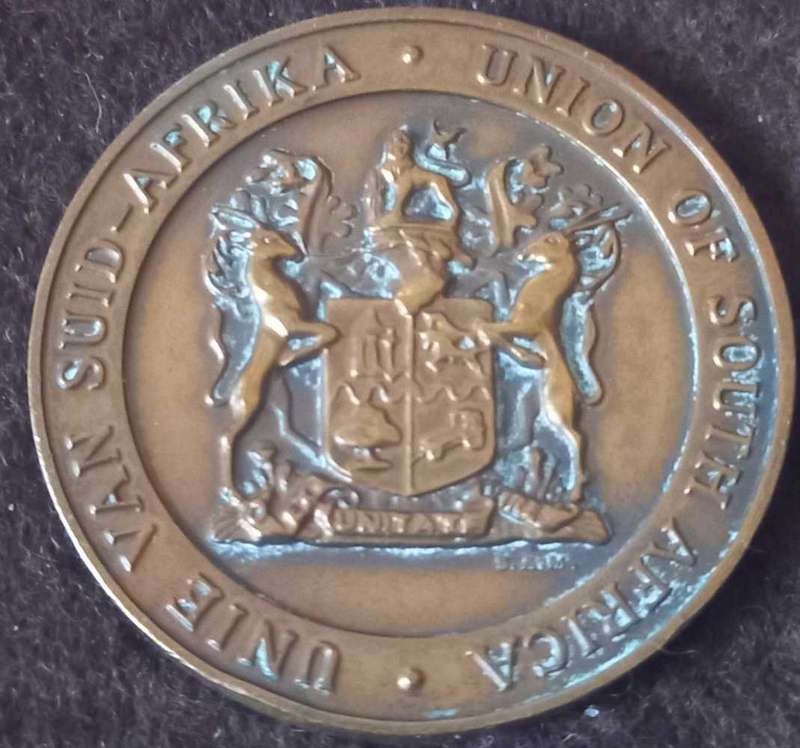 UNIE VAN SUID-AFRIKA · UNION OF SOUTH AFRICA ·
UNITATE